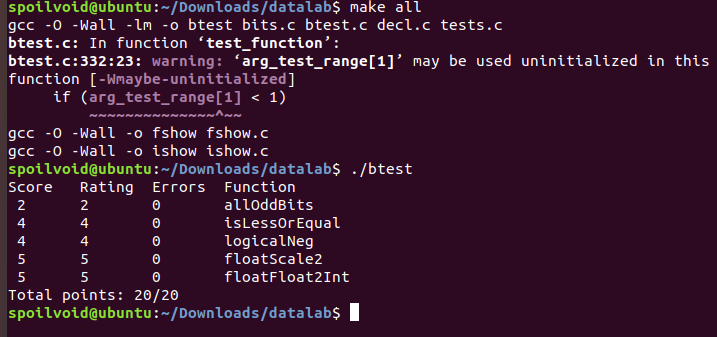 spoilvoid@ubuntu:~/Downloads/datalab$ make all
gcc -O -Wall -lm -o btest bits.c btest.c decl.c tests.c
btest.c: In function ‘test_function’:
btest.c:332:23: warning: ‘arg_test_range[1]’ may be used uninitialized in this
function [-Wmaybe-uninitialized]
     if (arg_test_range[1] < 1)
         ~~~~~~~~~~~~~~^~~
gcc -O -Wall -o fshow fshow.c
gcc -O -Wall -o ishow ishow.c
spoilvoid@ubuntu:~/Downloads/datalab$ ./btest
Score   Rating  Errors  Function
 2      2       0       allOddBits
 4      4       0       isLessOrEqual
 4      4       0       logicalNeg
 5      5       0       floatScale2
 5      5       0       floatFloat2Int
Total points: 20/20
spoilvoid@ubuntu:~/Downloads/datalab$